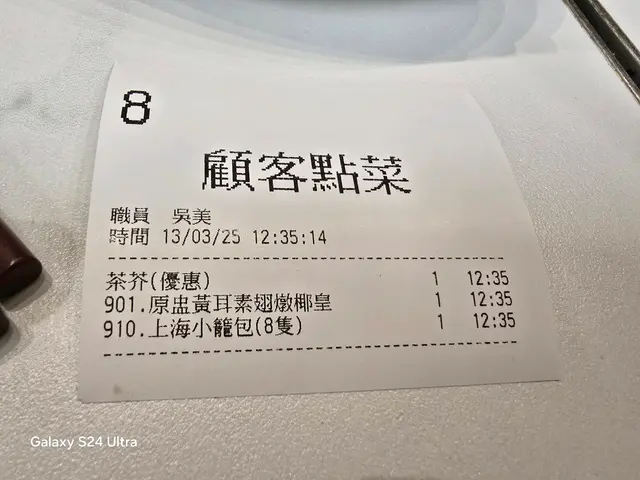 8
顧客點菜
職員 吳美
時間 13/03/25 12:35:14
茶芥(優惠) 1 12:35
901.原盅黃耳素翅燉椰皇 1 12:35
910.上海小籠包(8隻) 1 12:35
Galaxy S24 Ultra